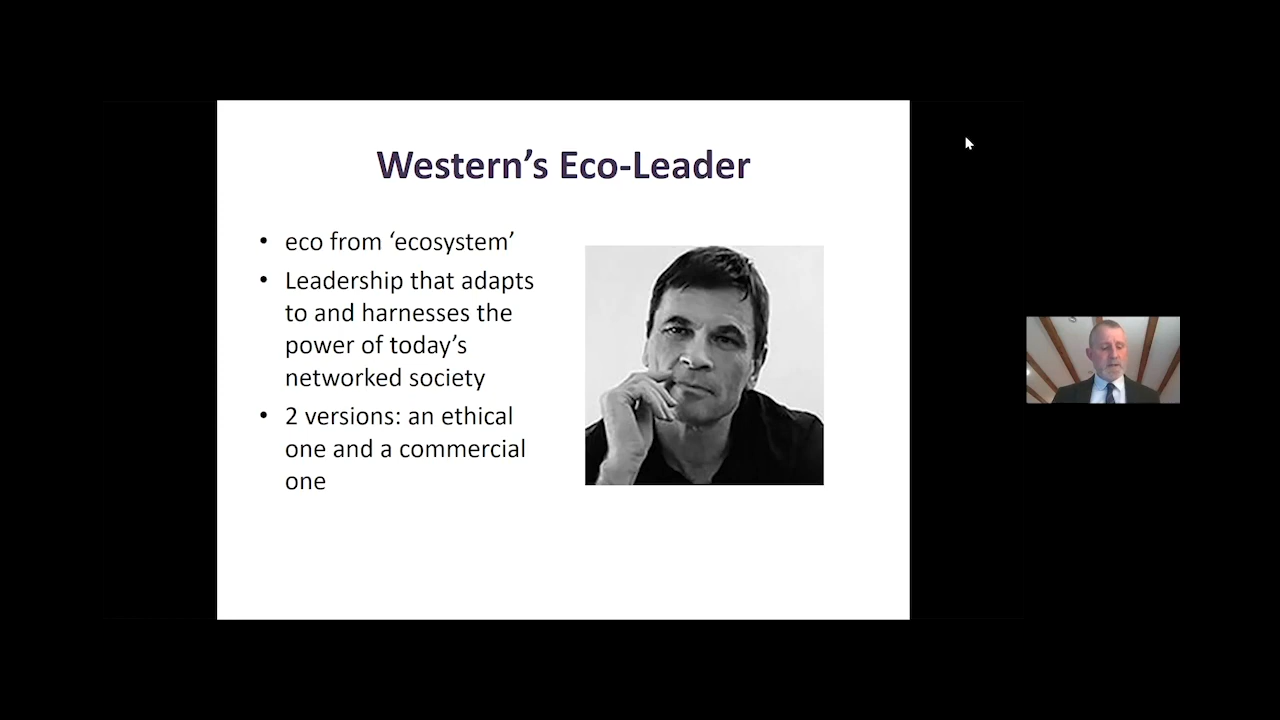 Western’s Eco-Leader
• eco from ‘ecosystem’
• Leadership that adapts
to and harnesses the
power of today’s
networked society
• 2 versions: an ethical
one and a commercial
one